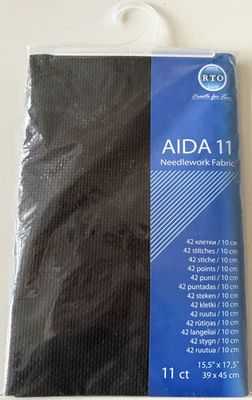 RTO
Create for Fun
AIDA 11
Needlework Fabric
42 клетки / 10 см
42 stitches / 10 cm
42 stiche / 10 cm
42 points / 10 cm
42 punti / 10 cm
42 puntadas / 10 cm
42 steken / 10 cm
42 kletki / 10 cm
42 ruutu / 10 cm
42 rūtiņas / 10 cm
42 langeliai / 10 cm
42 stygn / 10 cm
42 ruutua / 10 cm
11 ct
15,5" x 17,5"
39 x 45 cm